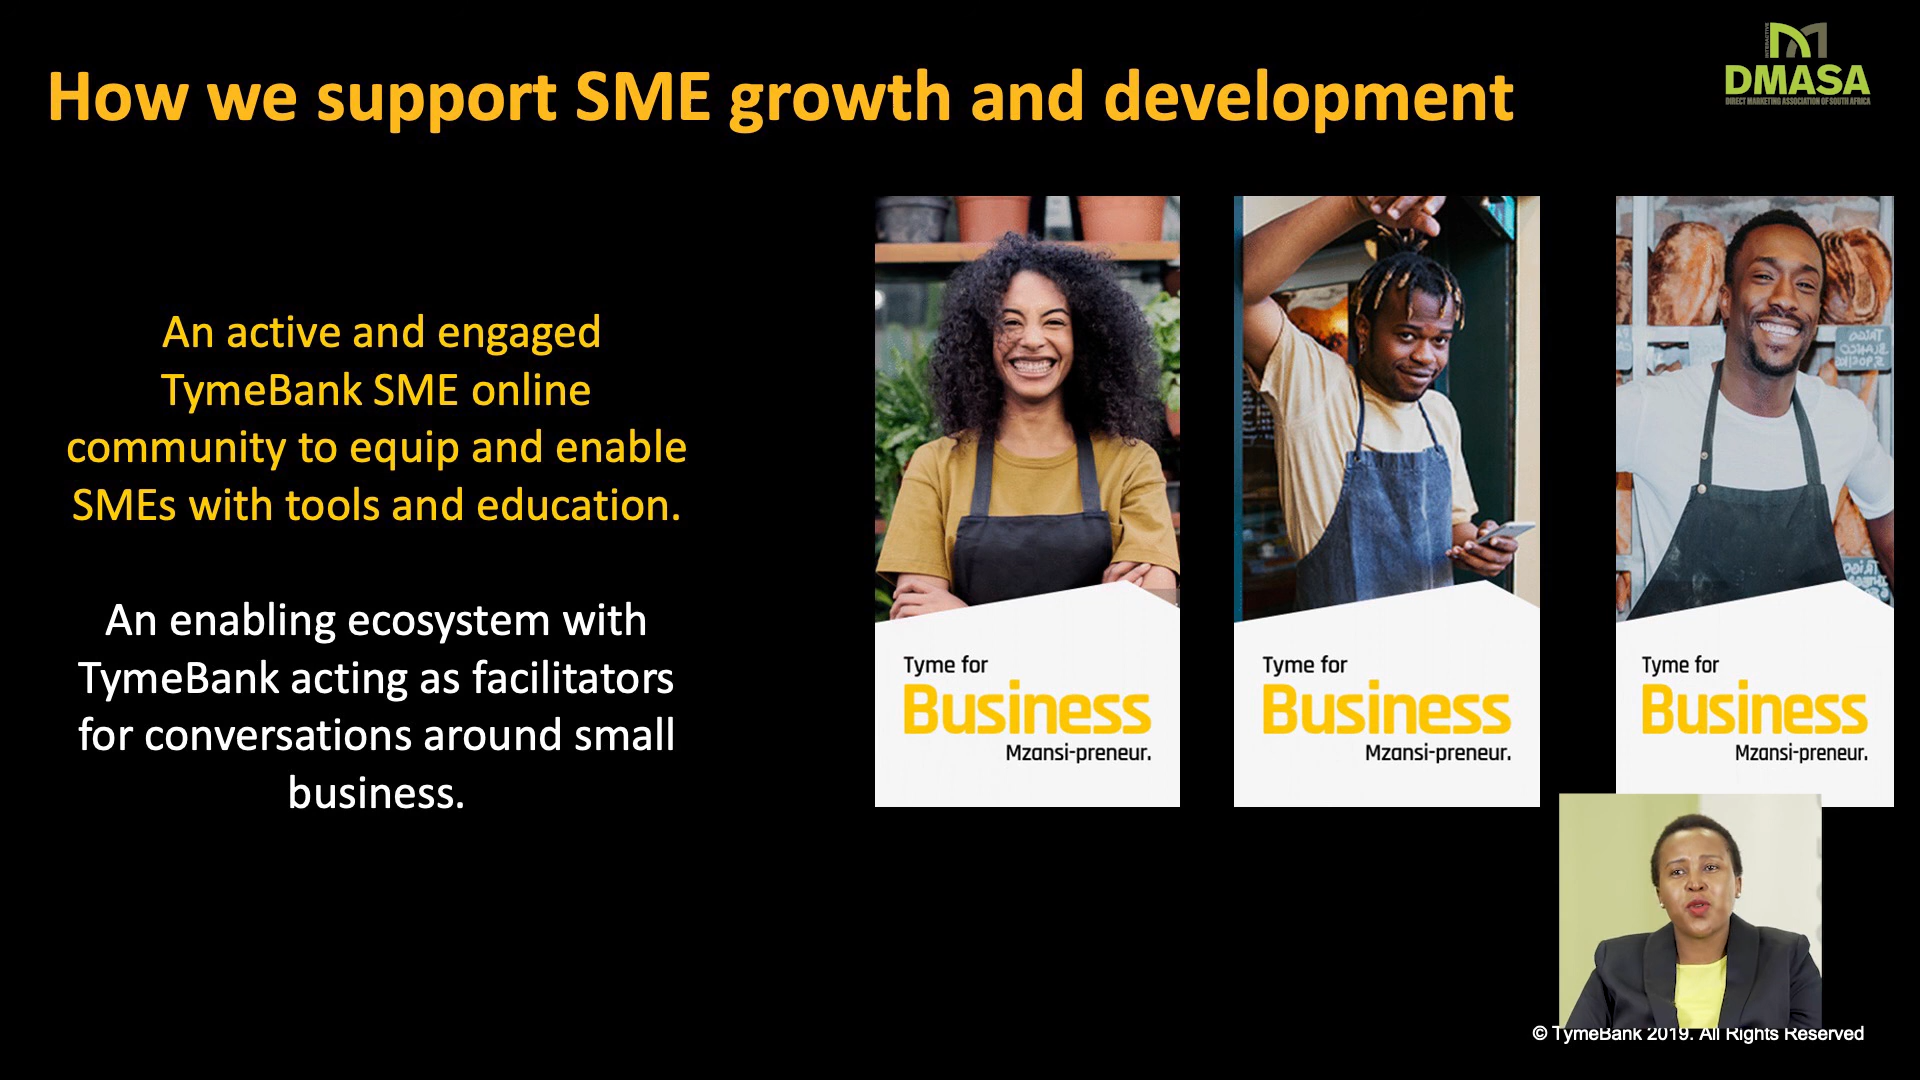 How we support SME growth and development
DMASA
DIRECT MARKETING ASSOCIATION OF SOUTH AFRICA
An active and engaged
TymeBank SME online
community to equip and enable
SMEs with tools and education.
An enabling ecosystem with
TymeBank acting as facilitators
for conversations around small
business.
Tyme for
Business
Mzansi-preneur.
Tyme for
Business
Mzansi-preneur.
Tyme for
Business
Mzansi-preneur.
© TymeBank 2019. All Rights Reserved